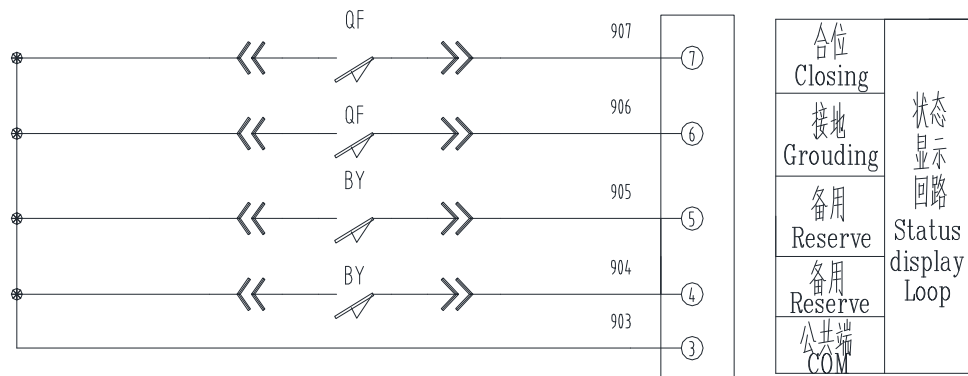 QF
907
7
QF
906
6
BY
905
5
BY
904
4
903
3
合位
Closing
接地
Grouding
备用
Reserve
备用
Reserve
公共端
COM
状态
显示
回路
Status
display
Loop